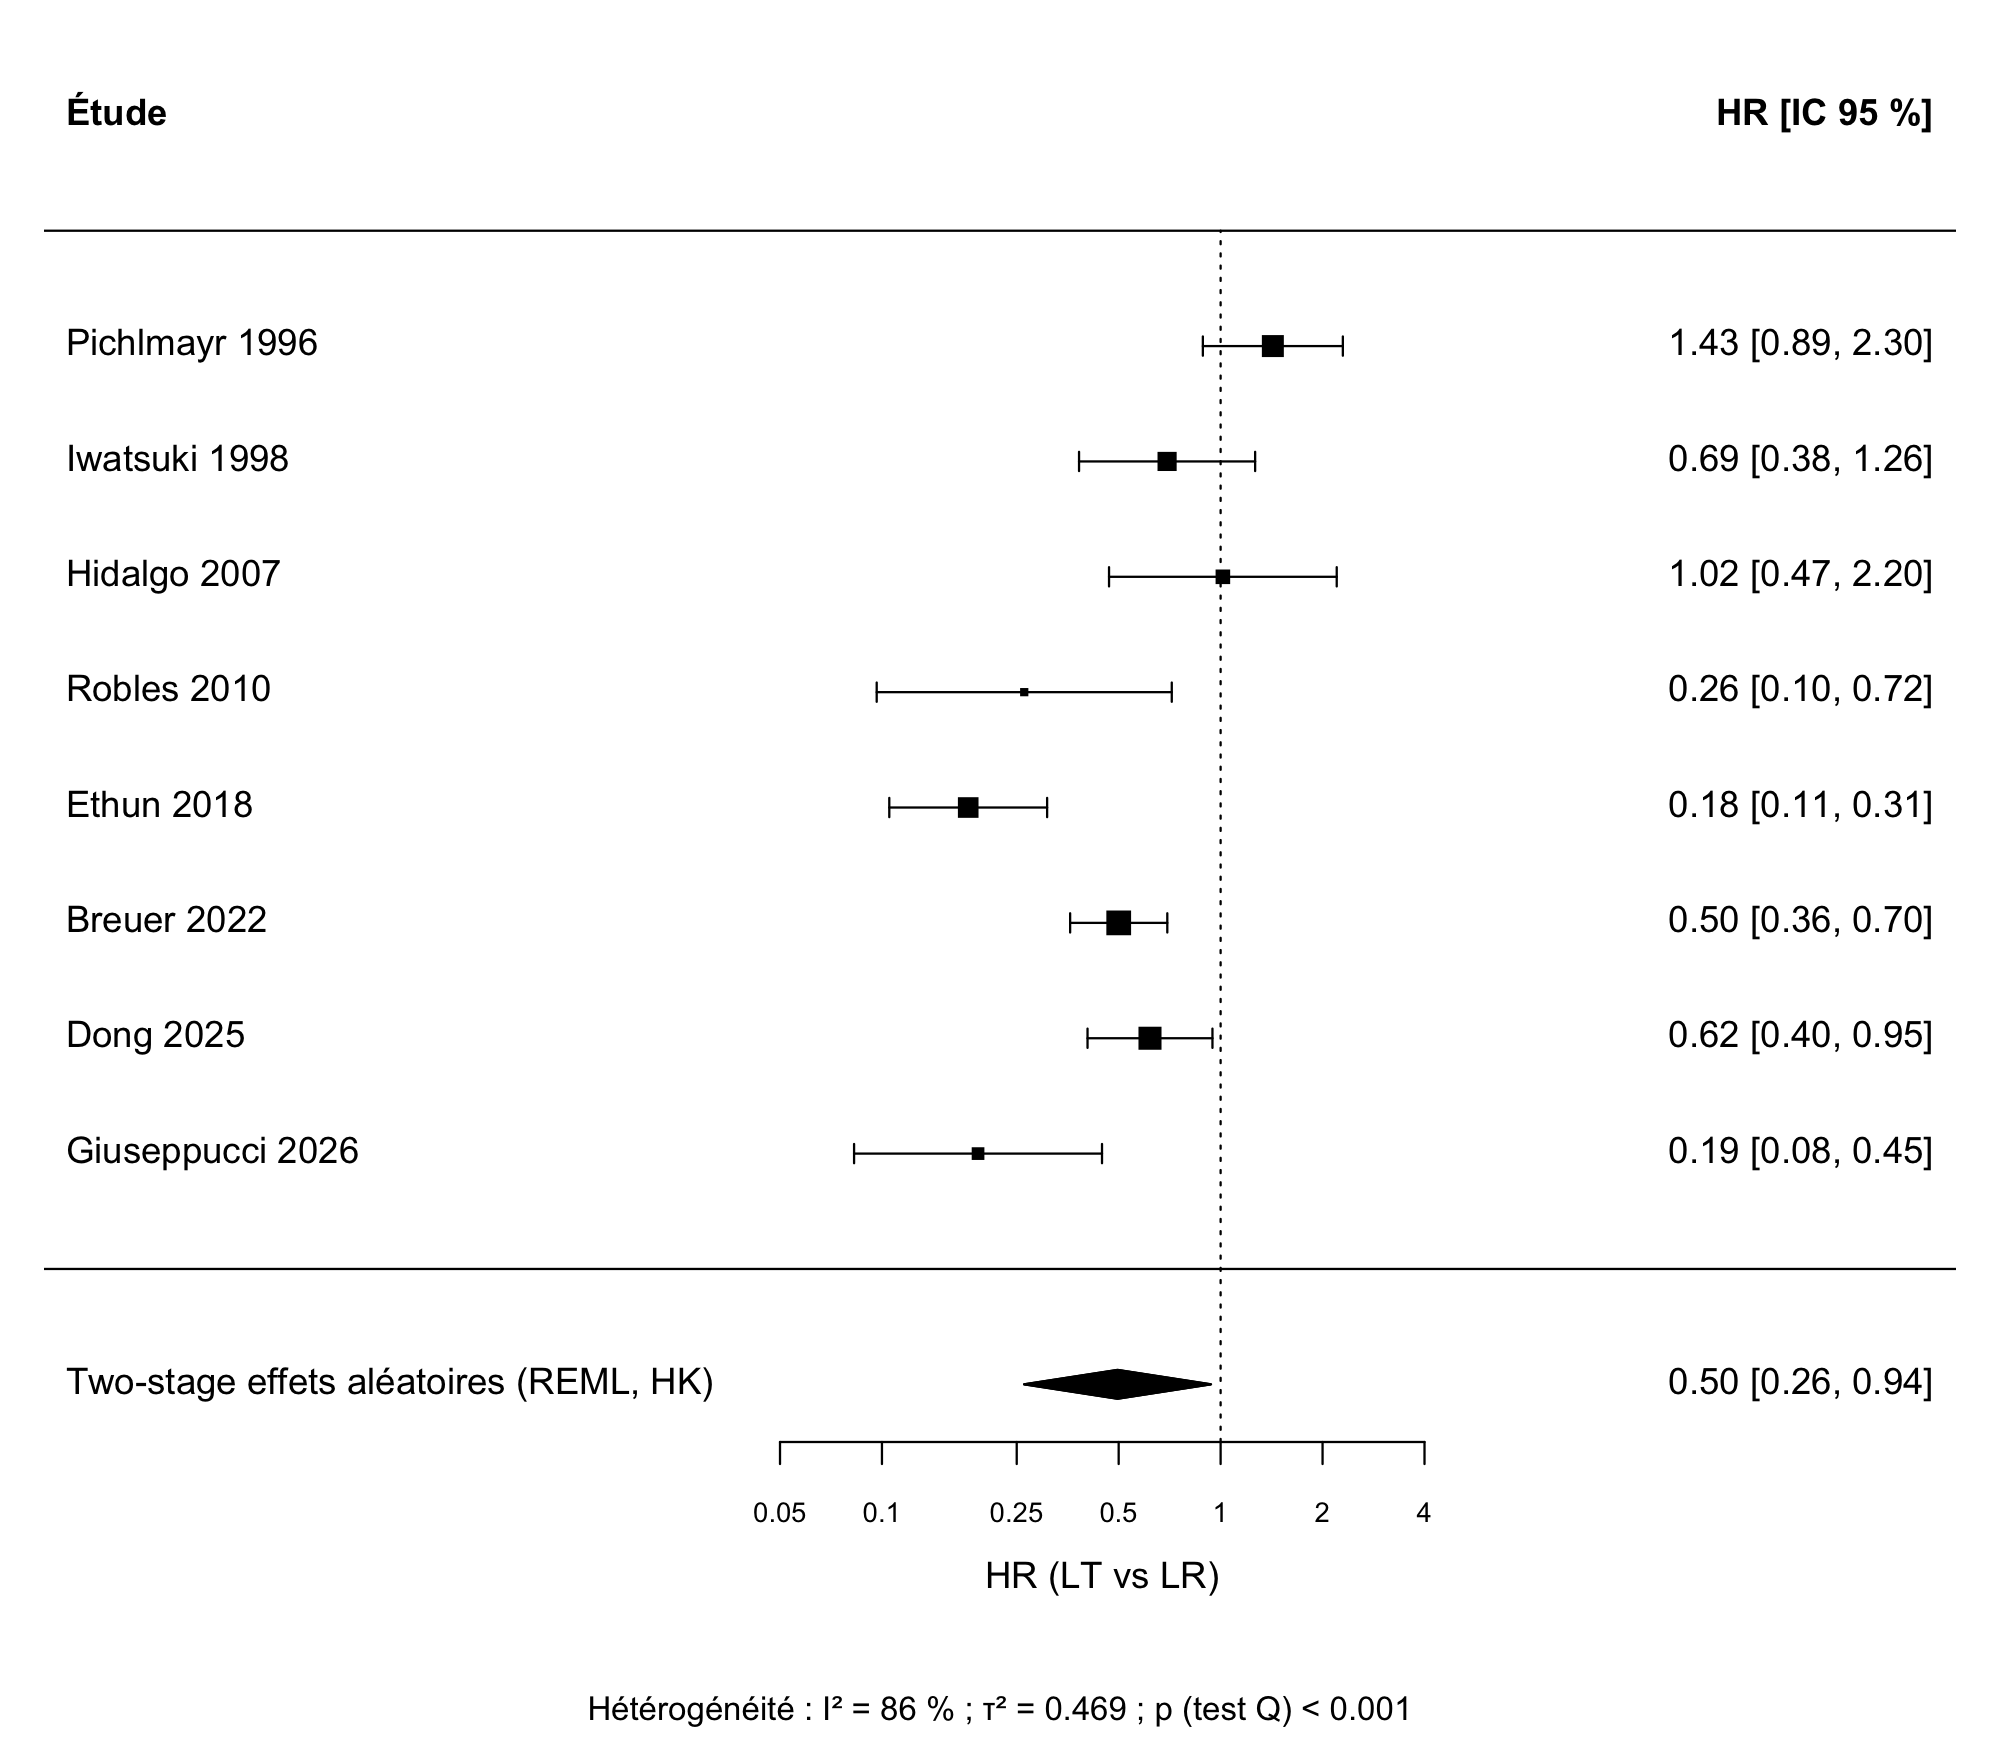 Étude HR [IC 95 %]
Pichlmayr 1996 1.43 [0.89, 2.30]
Iwatsuki 1998 0.69 [0.38, 1.26]
Hidalgo 2007 1.02 [0.47, 2.20]
Robles 2010 0.26 [0.10, 0.72]
Ethun 2018 0.18 [0.11, 0.31]
Breuer 2022 0.50 [0.36, 0.70]
Dong 2025 0.62 [0.40, 0.95]
Giuseppucci 2026 0.19 [0.08, 0.45]
Two-stage effets aléatoires (REML, HK) 0.50 [0.26, 0.94]
0.05 0.1 0.25 0.5 1 2 4
HR (LT vs LR)
Hétérogénéité : I² = 86 % ; τ² = 0.469 ; p (test Q) < 0.001